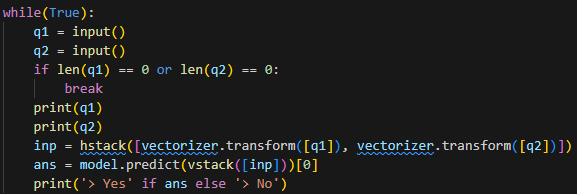 while(True):
    q1 = input()
    q2 = input()
    if len(q1) == 0 or len(q2) == 0:
        break
    print(q1)
    print(q2)
    inp = hstack([vectorizer.transform([q1]), vectorizer.transform([q2])])
    ans = model.predict(vstack([inp]))[0]
    print('> Yes' if ans else '> No')